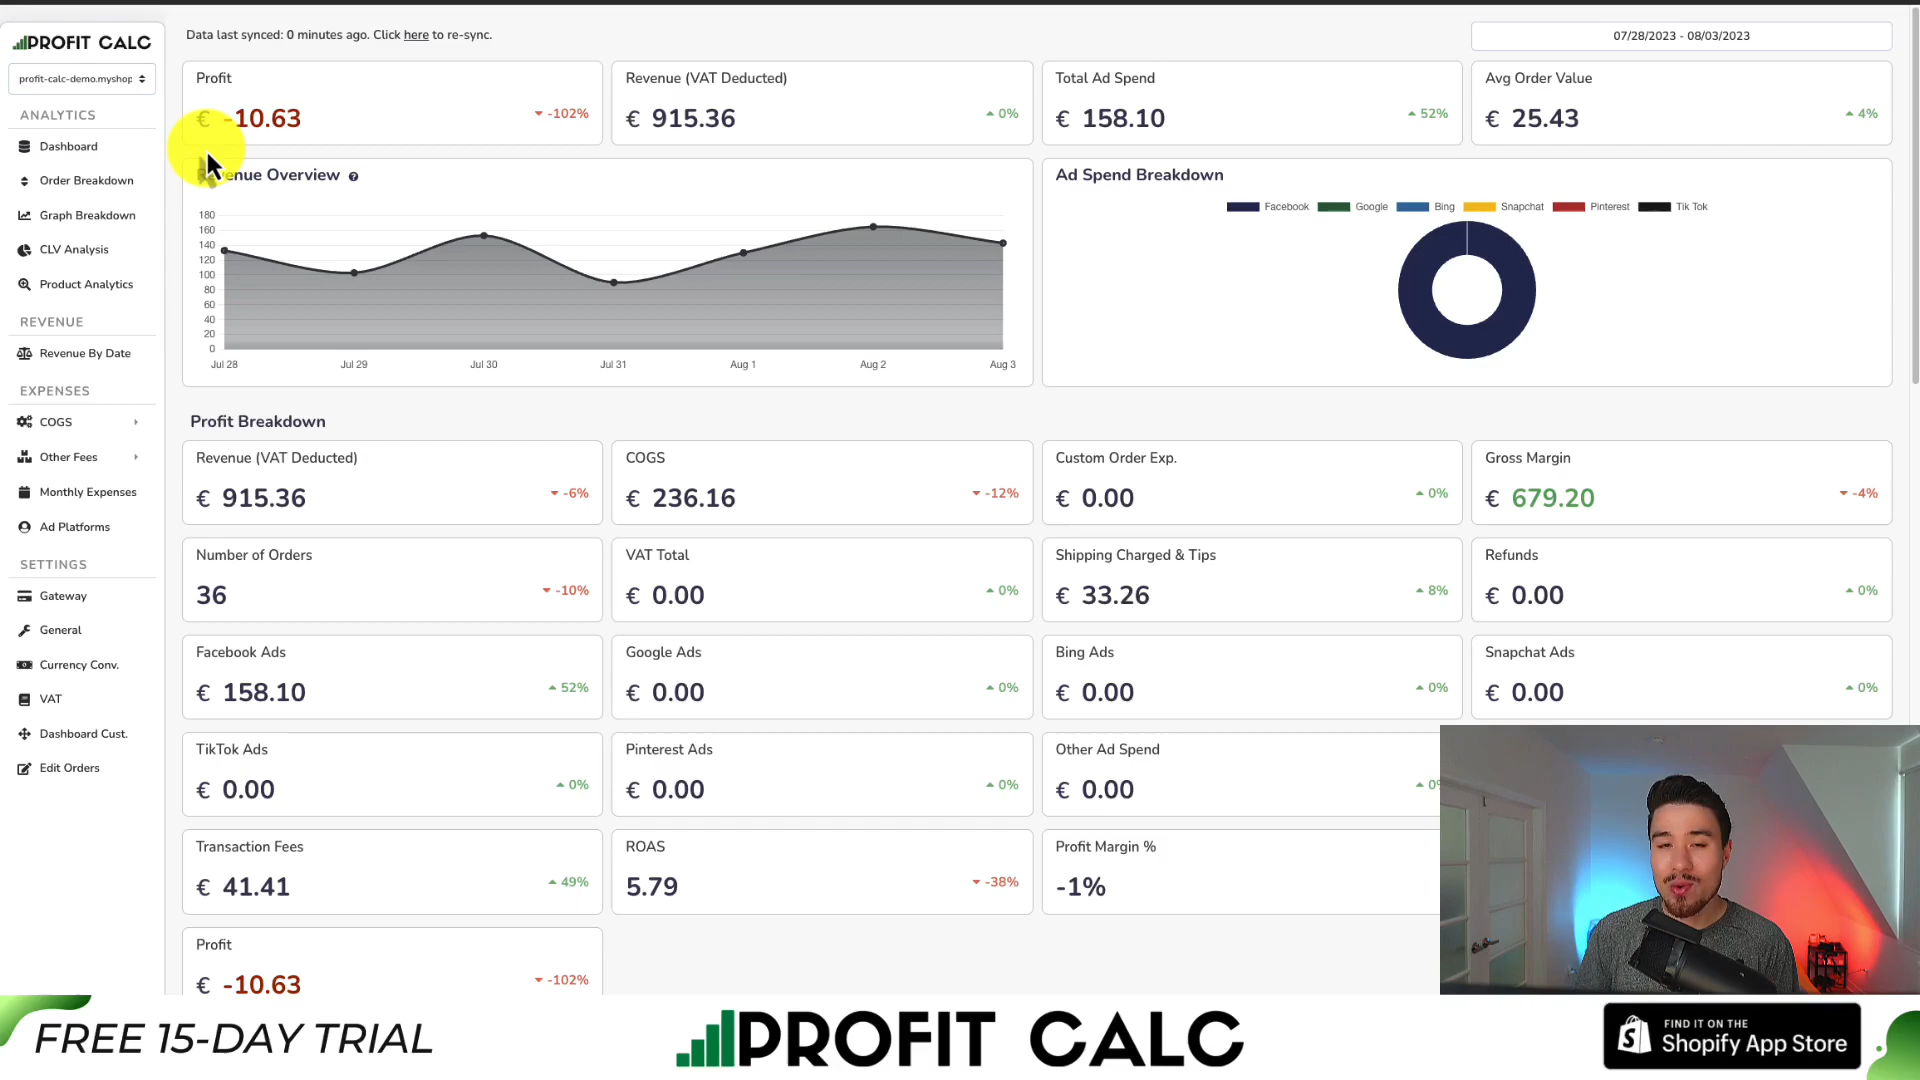 PROFIT CALC
profit-calc-demo.myshop
ANALYTICS
Dashboard
Order Breakdown
Graph Breakdown
CLV Analysis
Product Analytics
REVENUE
Revenue By Date
EXPENSES
COGS
Other Fees
Monthly Expenses
Ad Platforms
SETTINGS
Gateway
General
Currency Conv.
VAT
Dashboard Cust.
Edit Orders
Data last synced: 0 minutes ago. Click here to re-sync.
07/28/2023 - 08/03/2023
Profit
€ -10.63
-102%
Revenue (VAT Deducted)
€ 915.36
0%
Total Ad Spend
€ 158.10
52%
Avg Order Value
€ 25.43
4%
Revenue Overview
180
160
140
120
100
80
60
40
20
0
Jul 28 Jul 29 Jul 30 Jul 31 Aug 1 Aug 2 Aug 3
Ad Spend Breakdown
Facebook Google Bing Snapchat Pinterest Tik Tok
Profit Breakdown
Revenue (VAT Deducted)
€ 915.36
-6%
COGS
€ 236.16
-12%
Custom Order Exp.
€ 0.00
0%
Gross Margin
€ 679.20
-4%
Number of Orders
36
-10%
VAT Total
€ 0.00
0%
Shipping Charged & Tips
€ 33.26
8%
Refunds
€ 0.00
0%
Facebook Ads
€ 158.10
52%
Google Ads
€ 0.00
0%
Bing Ads
€ 0.00
0%
Snapchat Ads
€ 0.00
0%
TikTok Ads
€ 0.00
0%
Pinterest Ads
€ 0.00
0%
Other Ad Spend
€ 0.00
0%
Transaction Fees
€ 41.41
49%
ROAS
5.79
-38%
Profit Margin %
-1%
Profit
€ -10.63
-102%
FREE 15-DAY TRIAL
PROFIT CALC
FIND IT ON THE
Shopify App Store